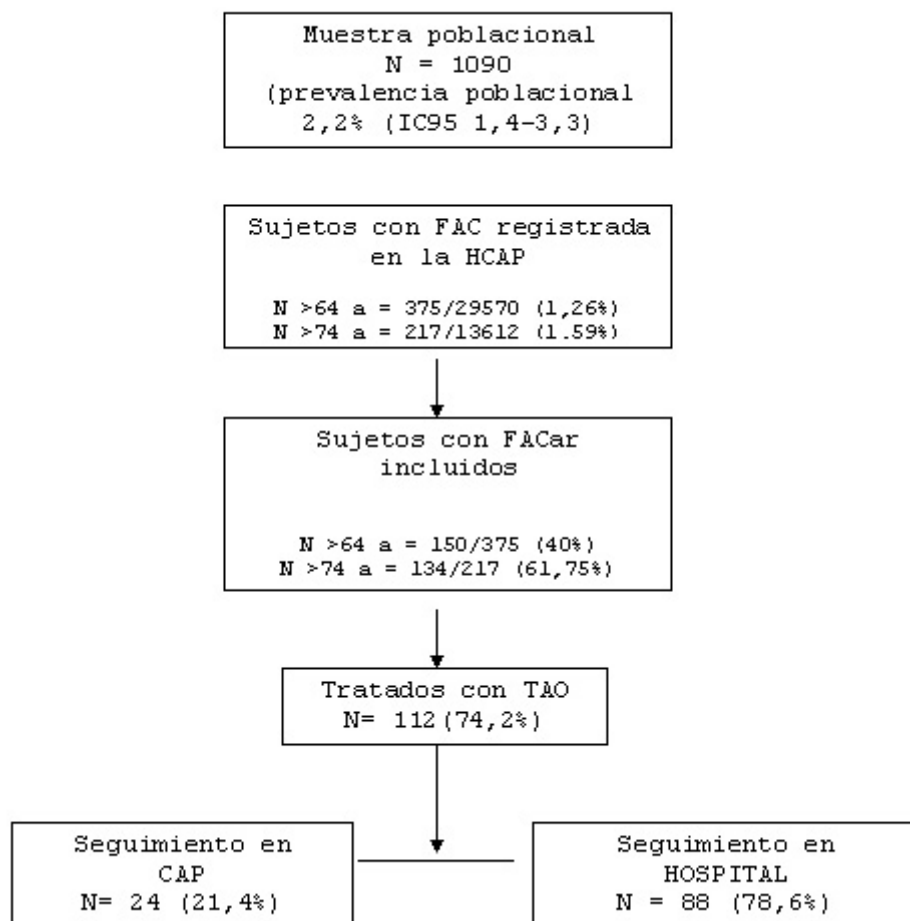 Muestra poblacional
N = 1090
(prevalencia poblacional
2,2% (IC95 1,4-3,3)
Sujetos con FAC registrada
en la HCAP
N >64 a = 375/29570 (1,26%)
N >74 a = 217/13612 (1.59%)
Sujetos con FACar
incluidos
N >64 a = 150/375 (40%)
N >74 a = 134/217 (61,75%)
Tratados con TAO
N= 112(74,2%)
Seguimiento en
CAP
N= 24 (21,4%)
Seguimiento en
HOSPITAL
N = 88 (78,6%)